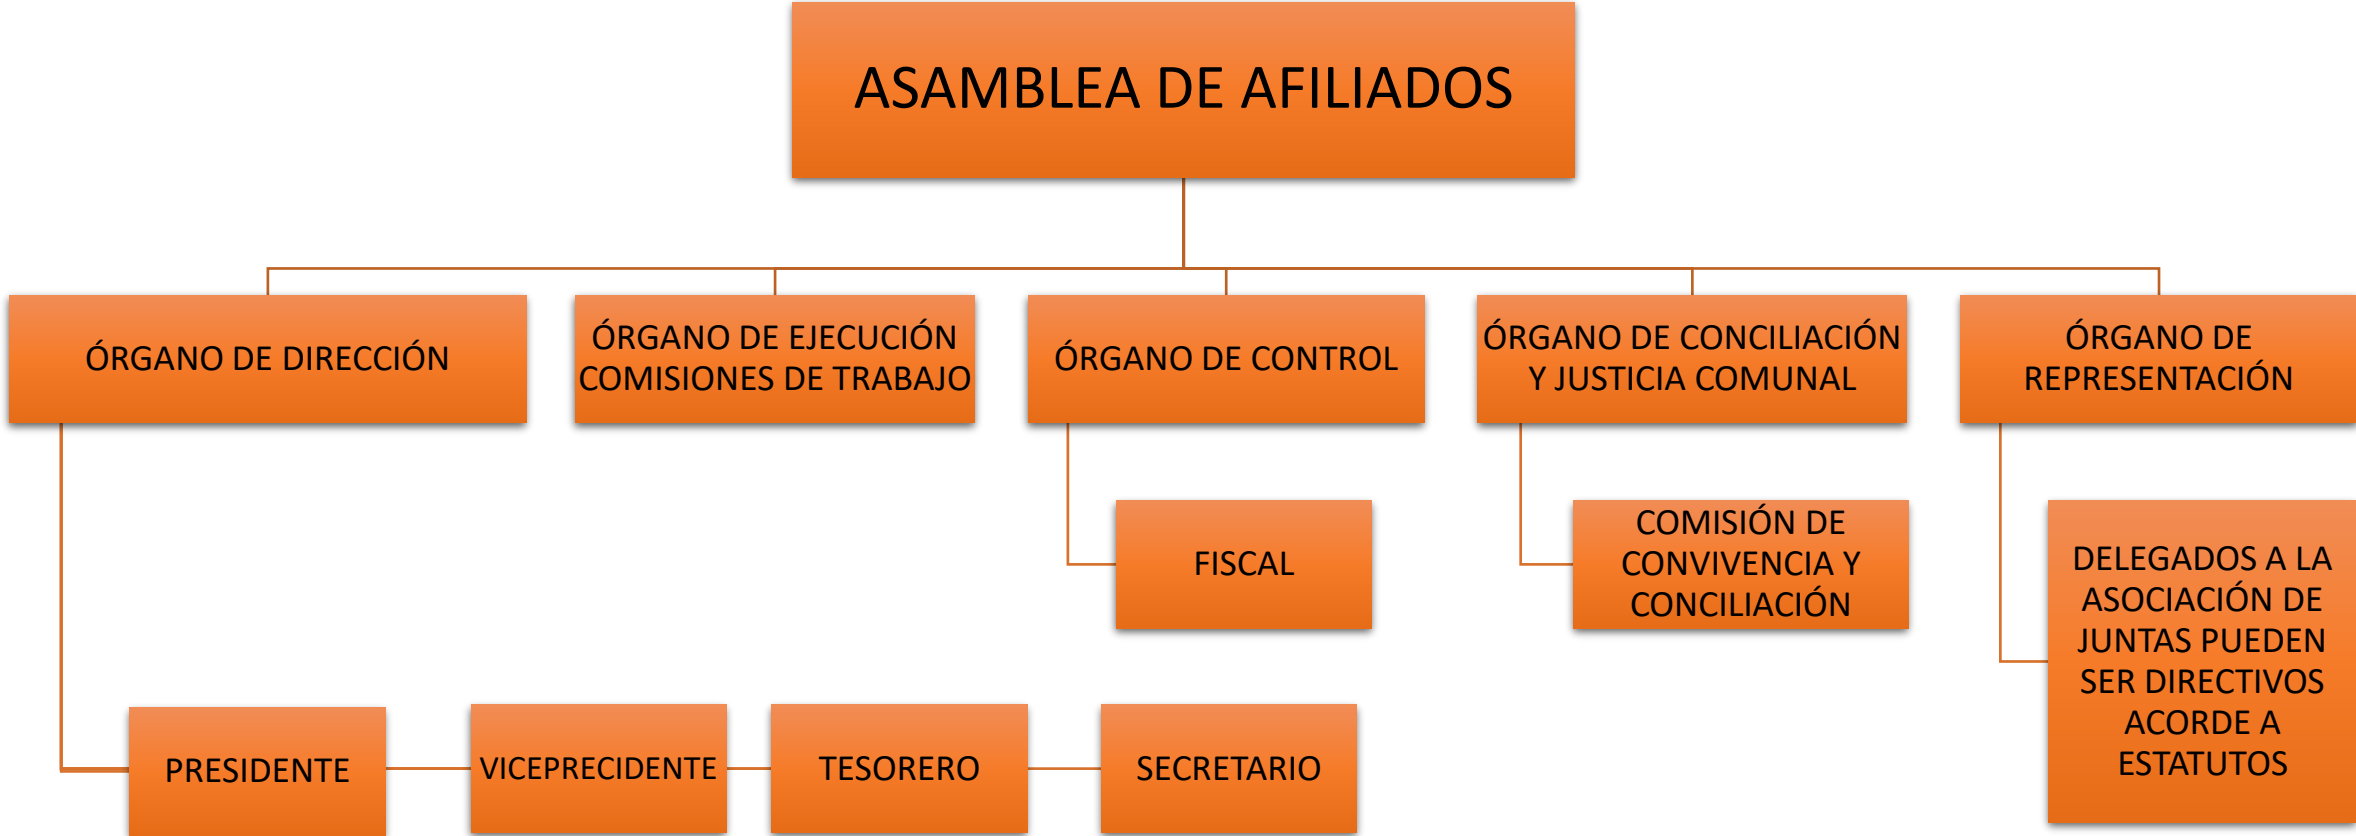 ASAMBLEA DE AFILIADOS
ÓRGANO DE DIRECCIÓN
ÓRGANO DE EJECUCIÓN
COMISIONES DE TRABAJO
ÓRGANO DE CONTROL
ÓRGANO DE CONCILIACIÓN
Y JUSTICIA COMUNAL
ÓRGANO DE
REPRESENTACIÓN
FISCAL
COMISIÓN DE
CONVIVENCIA Y
CONCILIACIÓN
DELEGADOS A LA
ASOCIACIÓN DE
JUNTAS PUEDEN
SER DIRECTIVOS
ACORDE A
ESTATUTOS
PRESIDENTE
VICEPRECIDENTE
TESORERO
SECRETARIO